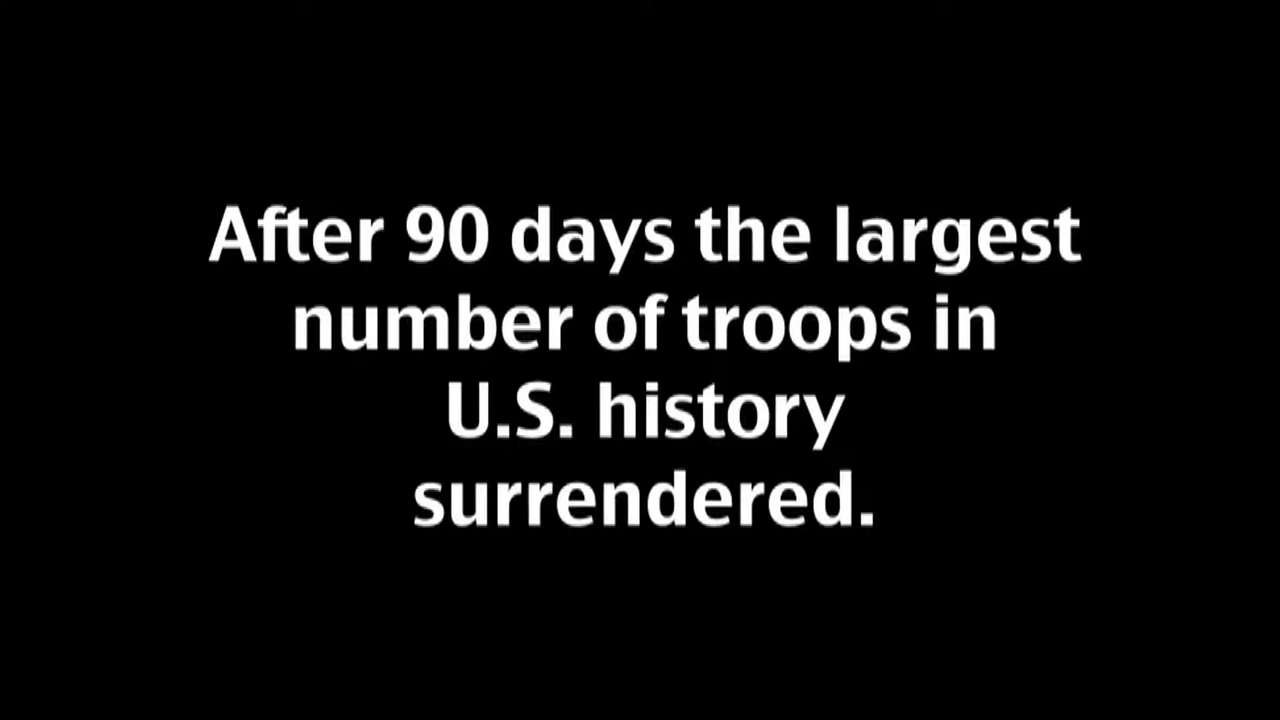 After 90 days the largest
number of troops in
U.S. history
surrendered.